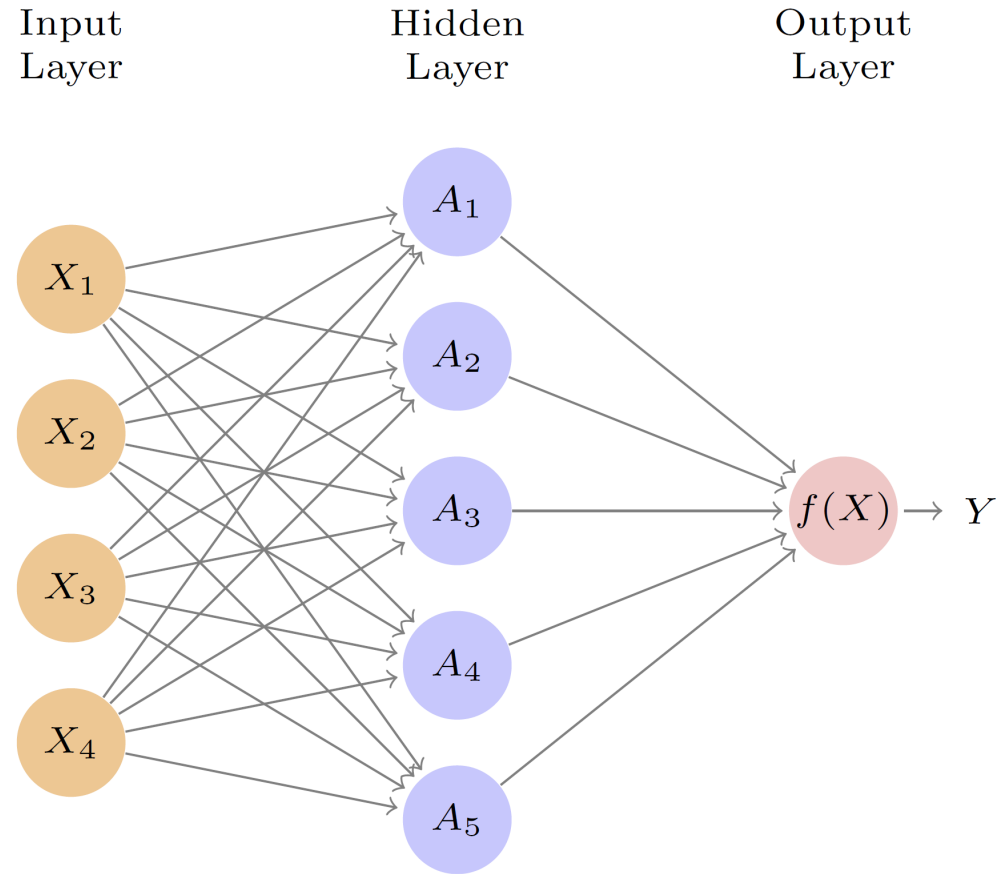 Input
Layer
Hidden
Layer
Output
Layer
X₁
X₂
X₃
X₄
A₁
A₂
A₃
A₄
A₅
f(X)
Y